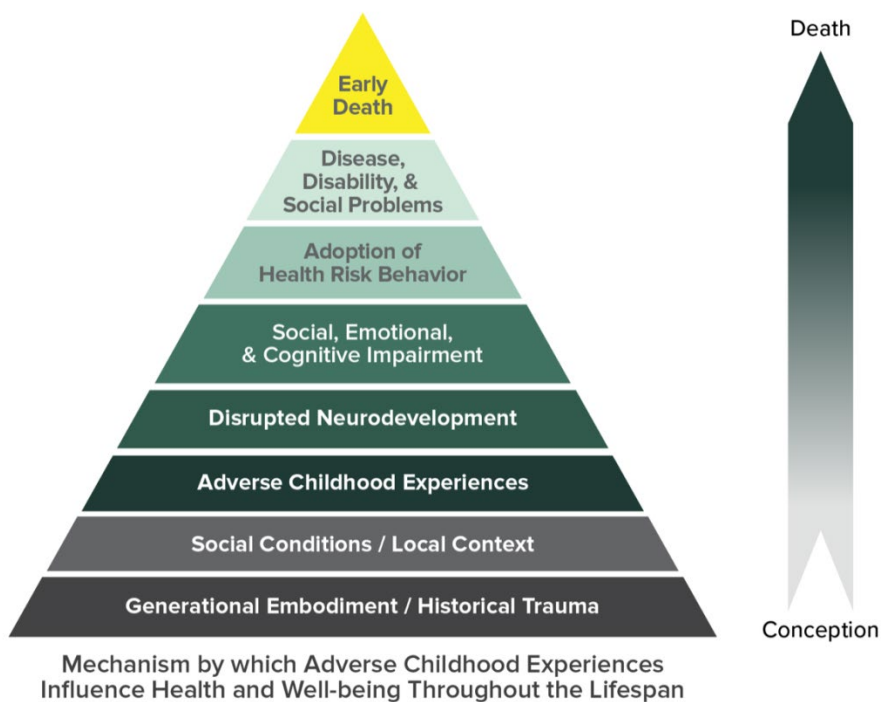 Death
Early
Death
Disease,
Disability, &
Social Problems
Adoption of
Health Risk Behavior
Social, Emotional,
& Cognitive Impairment
Disrupted Neurodevelopment
Adverse Childhood Experiences
Social Conditions / Local Context
Generational Embodiment / Historical Trauma
Conception
Mechanism by which Adverse Childhood Experiences
Influence Health and Well-being Throughout the Lifespan